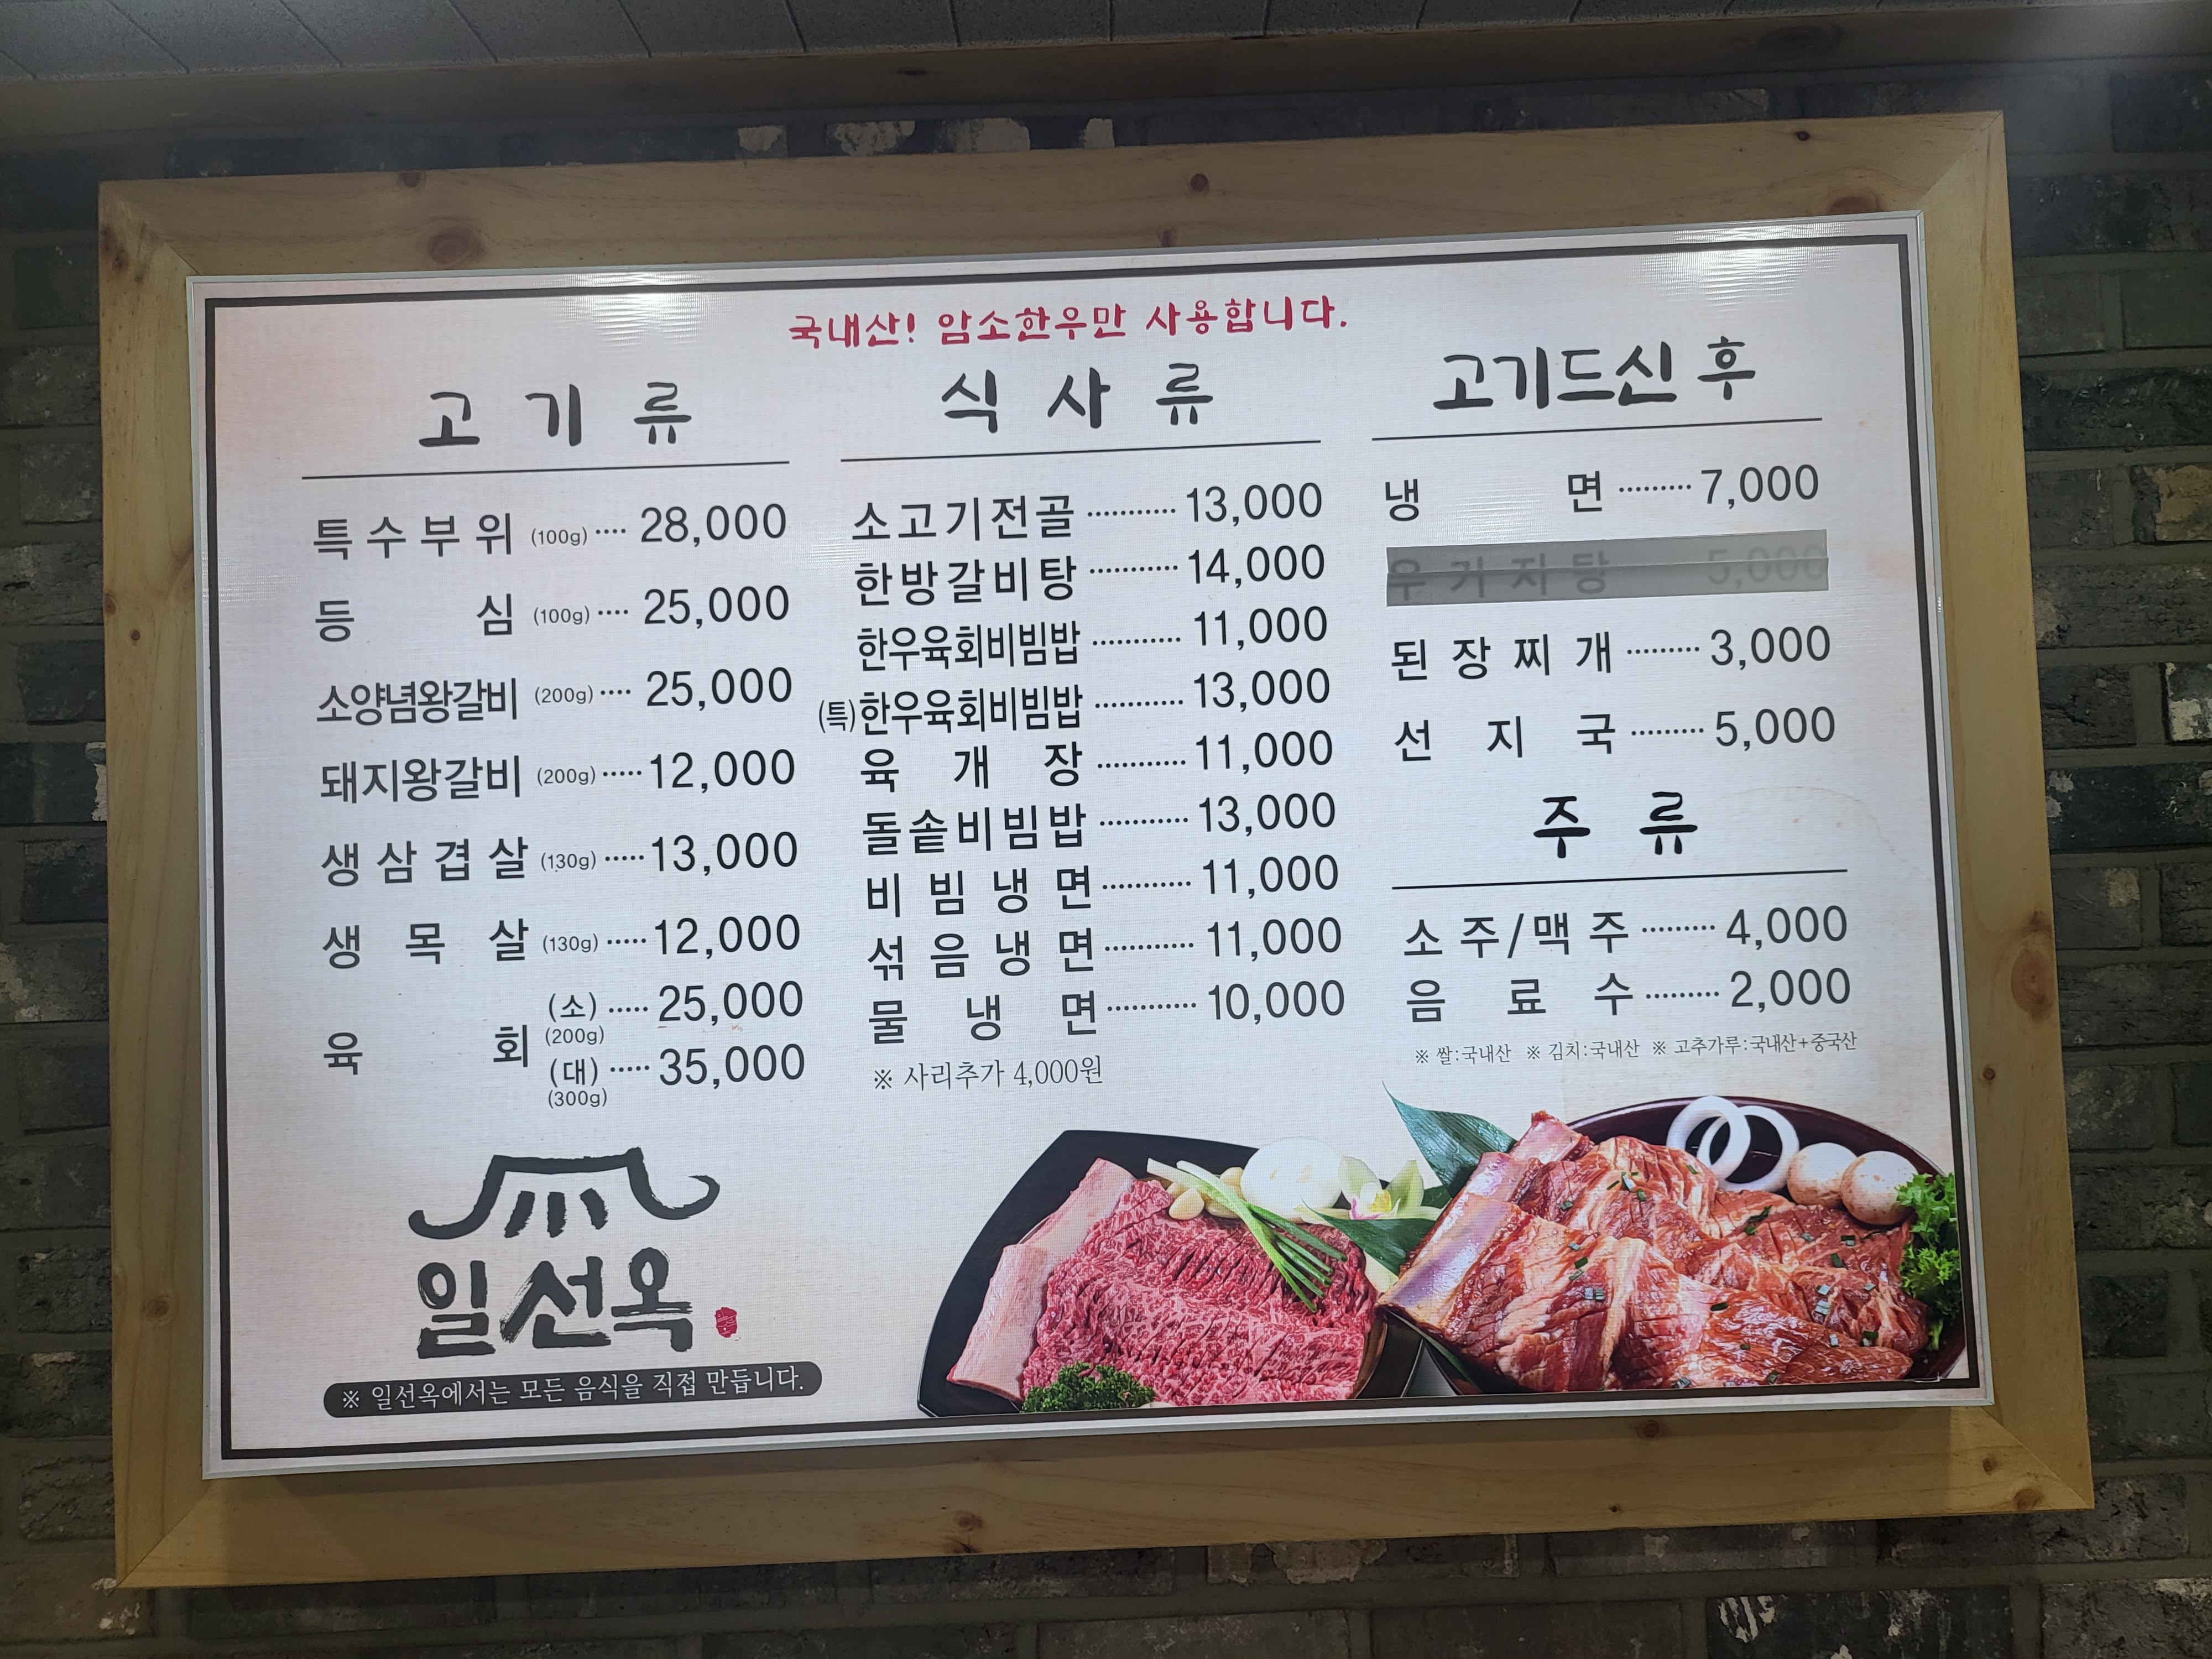 국내산! 암소한우만 사용합니다.
고기류
특수부위 (100g) ···· 28,000
등심 (100g) ···· 25,000
소양념왕갈비 (200g) ···· 25,000
돼지왕갈비 (200g) ····· 12,000
생삼겹살 (130g) ····· 13,000
생목살 (130g) ····· 12,000
육회 (소) (200g) ····· 25,000
(대) (300g) ····· 35,000
식사류
소고기전골 ··········· 13,000
한방갈비탕 ··········· 14,000
한우육회비빔밥 ··········· 11,000
(특)한우육회비빔밥 ··········· 13,000
육개장 ··········· 11,000
돌솥비빔밥 ··········· 13,000
비빔냉면 ··········· 11,000
섞음냉면 ··········· 11,000
물냉면 ··········· 10,000
※ 사리추가 4,000원
고기드신 후
냉면 ········· 7,000
우거지탕 5,000
된장찌개 ········· 3,000
선지국 ········· 5,000
주류
소주/맥주 ········· 4,000
음료수 ········· 2,000
※ 쌀:국내산 ※ 김치:국내산 ※ 고추가루:국내산+중국산
일선옥
※ 일선옥에서는 모든 음식을 직접 만듭니다.